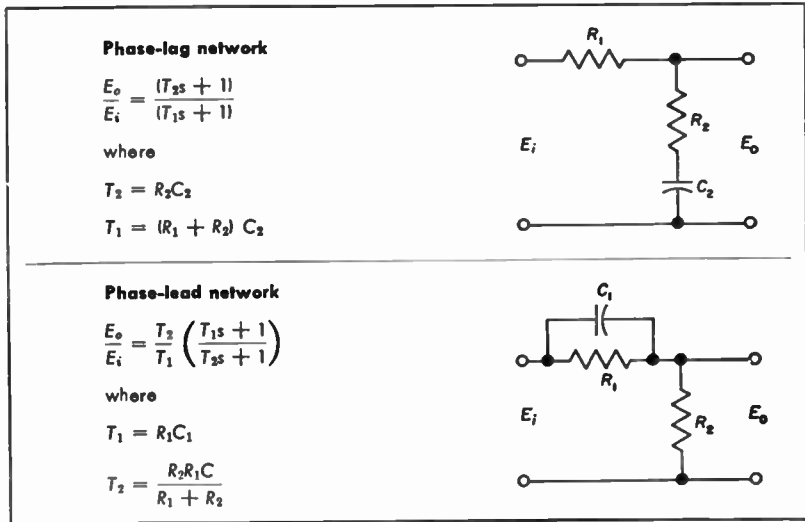 Phase-lag network
E_o/E_i = (T_2s + 1)/(T_1s + 1)
where
T_2 = R_2C_2
T_1 = (R_1 + R_2) C_2
R_1
R_2
E_i
E_o
C_2
Phase-lead network
E_o/E_i = T_2/T_1 (T_1s + 1/T_2s + 1)
where
T_1 = R_1C_1
T_2 = R_2R_1C/R_1 + R_2
C_1
R_1
E_i
R_2
E_o